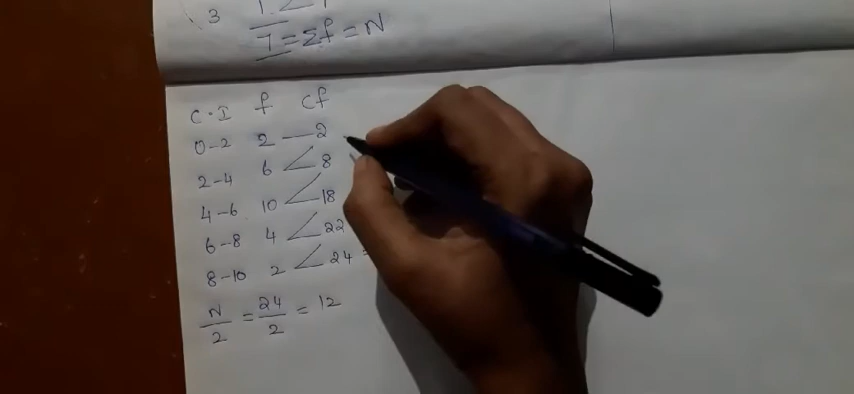 3
7 = Σf = N
C.I f cf
0-2 2 — 2
2-4 6 8
4-6 10 18
6-8 4 22
8-10 2 24 =
N/2 = 24/2 = 12